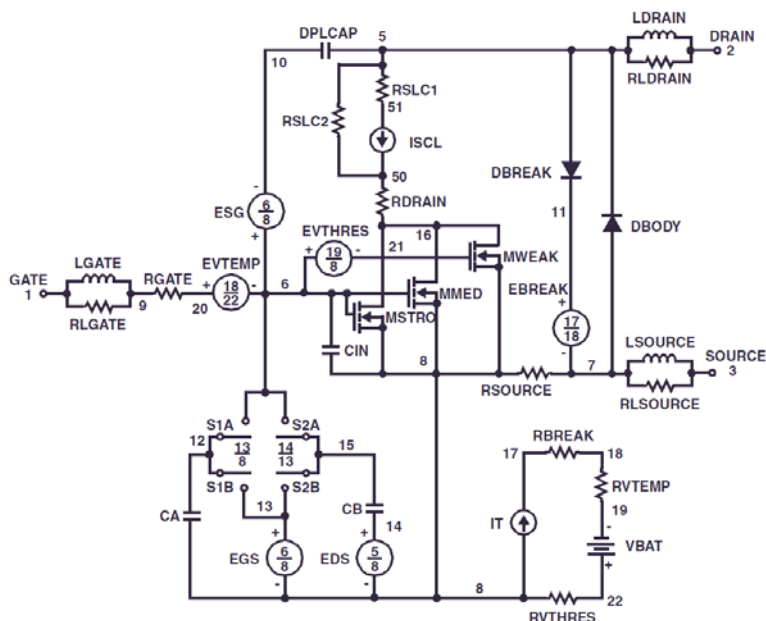 LDRAIN
DPLCAP 5 DRAIN
10 2
RLDRAIN
RSLC1
51
RSLC2
ISCL
DBREAK
50
- RDRAIN
6
8
ESG
11 DBODY
+ EVTHRES
16
21
+ 19 -
8
MWEAK
LGATE EVTEMP
GATE RGATE + 18 - 6
22
MMED
EBREAK +
1 9 20
RLGATE MSTRO
17
18
LSOURCE
CIN - SOURCE
8 7
3
RSOURCE
RLSOURCE
S1A S2A
12 13
8
14
13
15
RBREAK
17 18
S1B S2B
RVTEMP
13 CB
CA 14 IT 19
-
+ +
EGS 6
8
EDS 5
8
VBAT
+
- - 8 22
RVTHRES